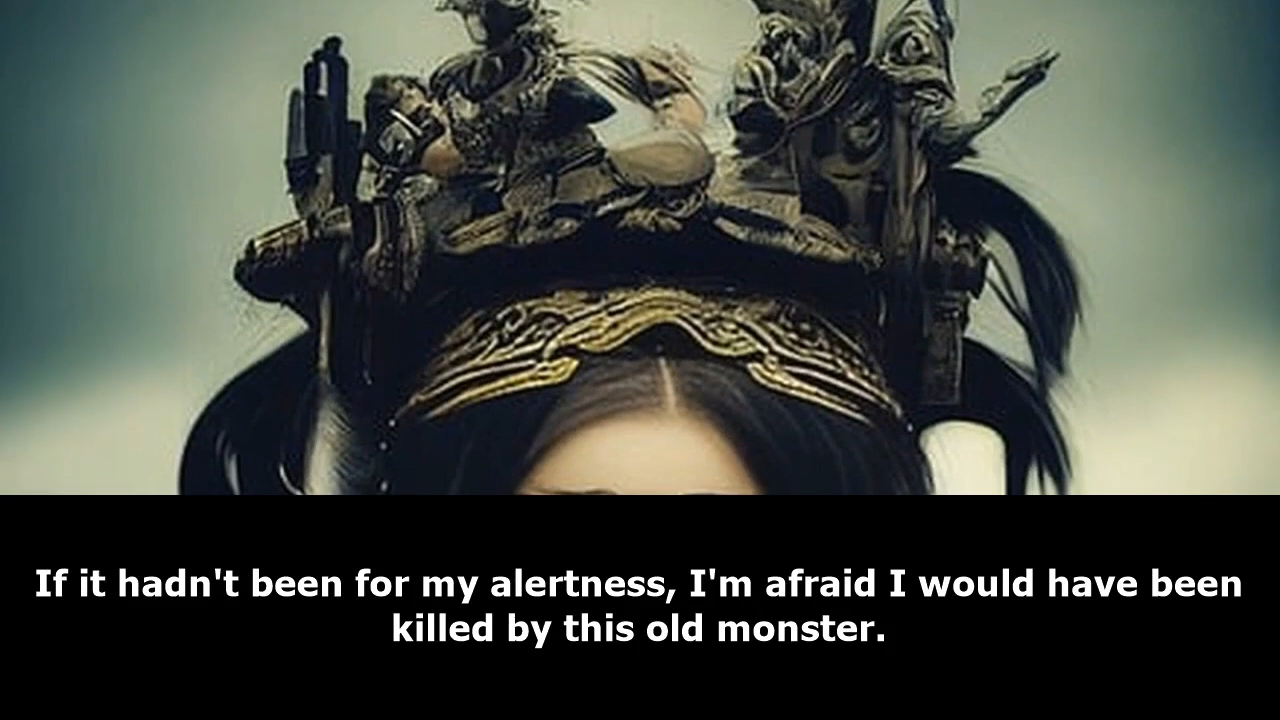 If it hadn't been for my alertness, I'm afraid I would have been
killed by this old monster.